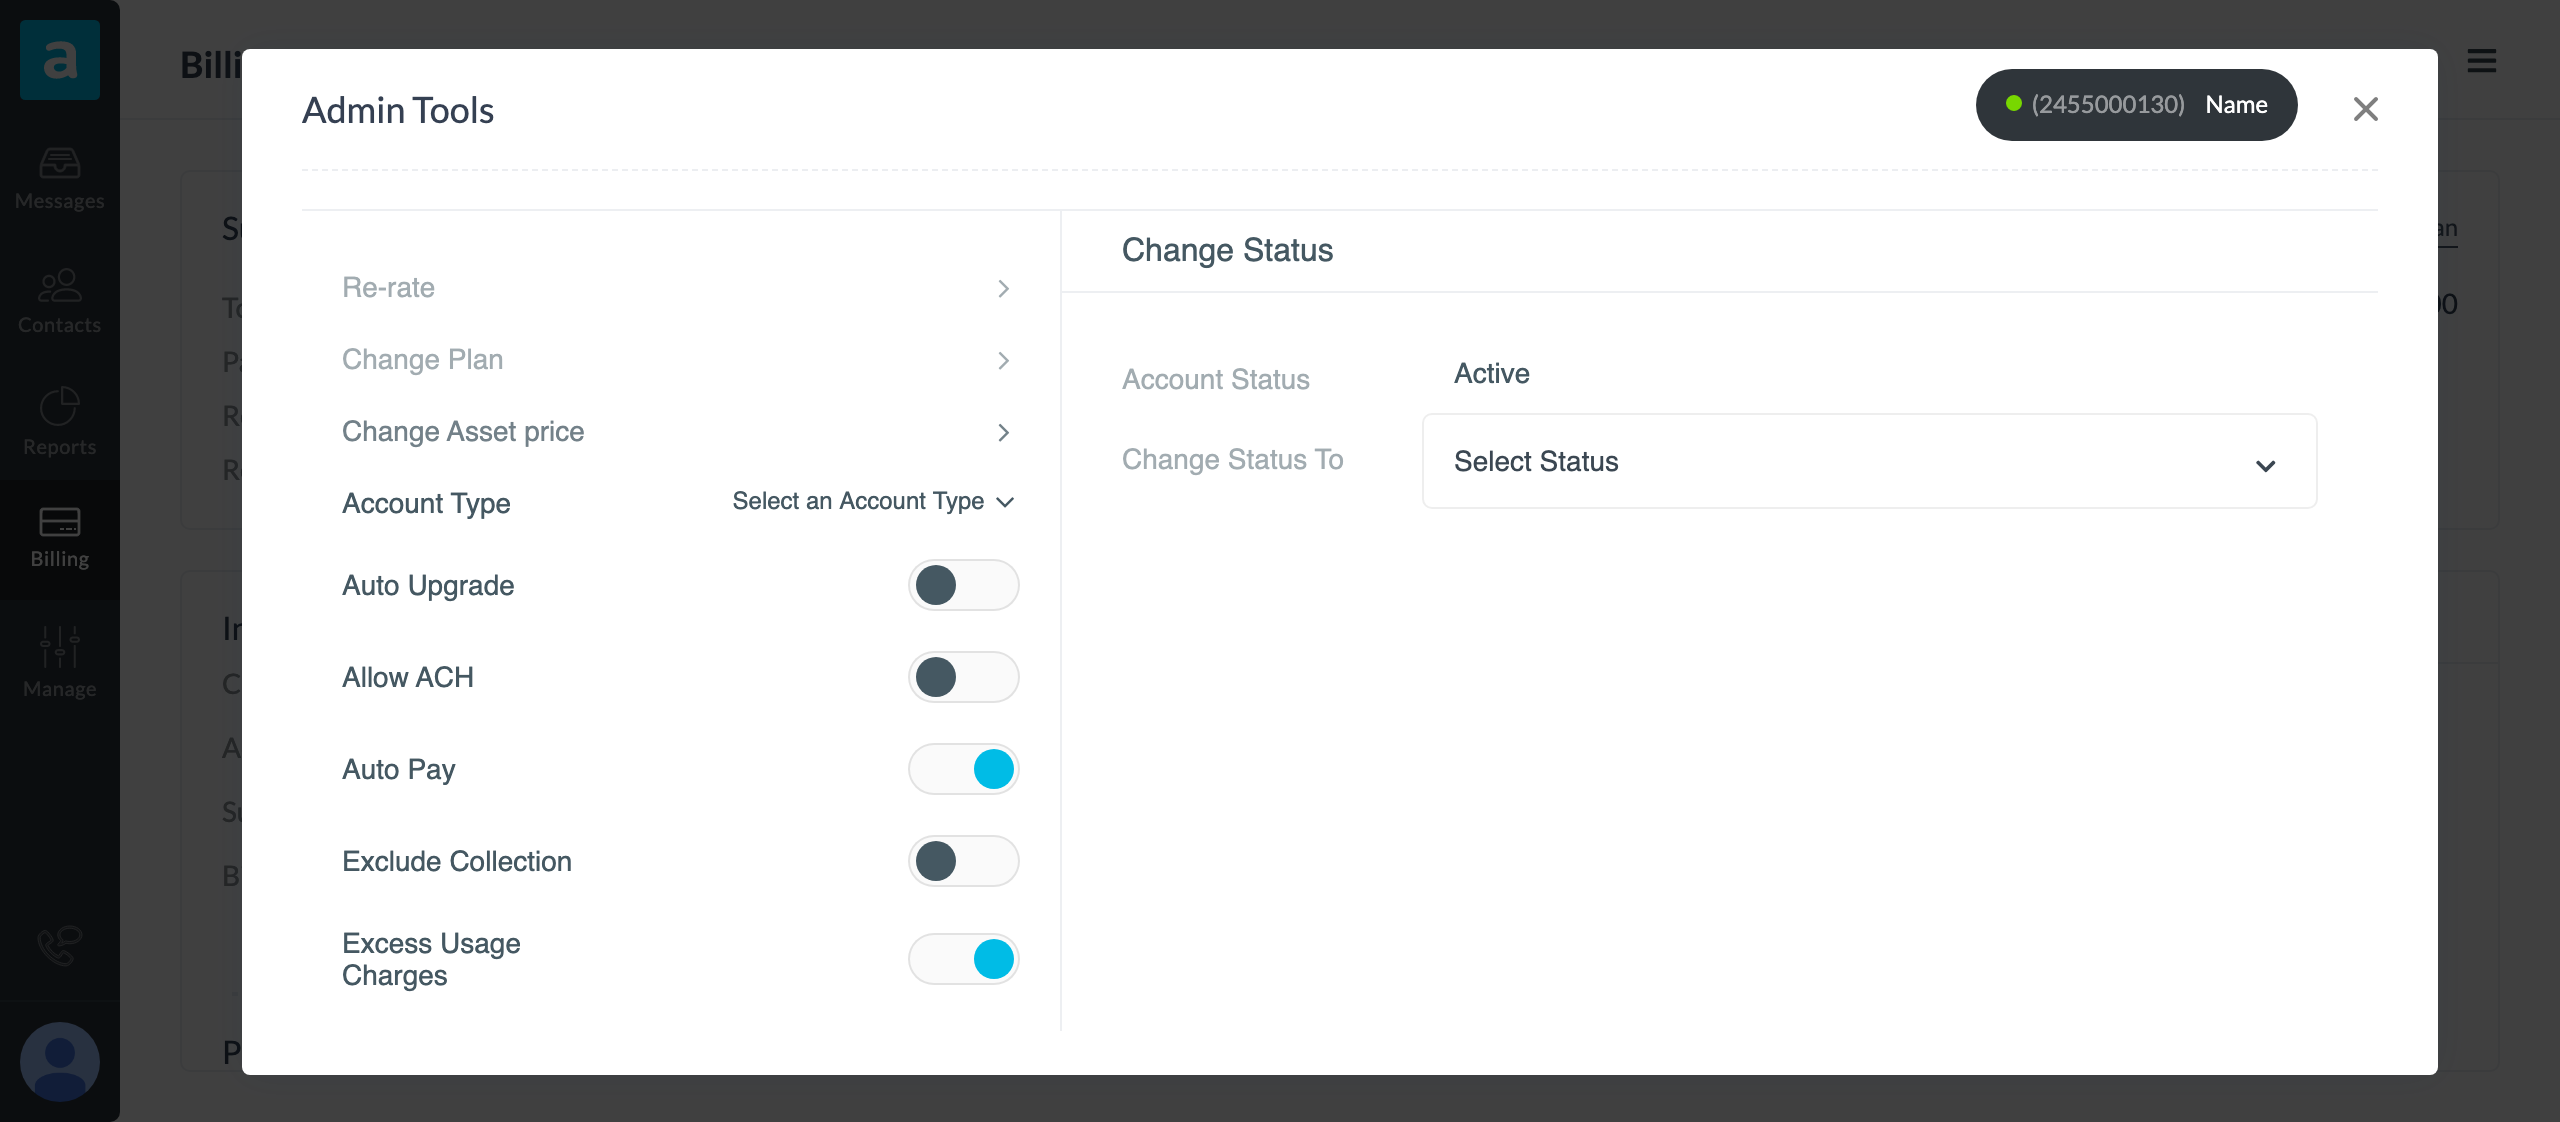 a
Messages
Contacts
Reports
Billing
Manage
Admin Tools
(2455000130) Name
Re-rate
Change Plan
Change Asset price
Account Type Select an Account Type
Auto Upgrade
Allow ACH
Auto Pay
Exclude Collection
Excess Usage
Charges
Change Status
Account Status Active
Change Status To Select Status